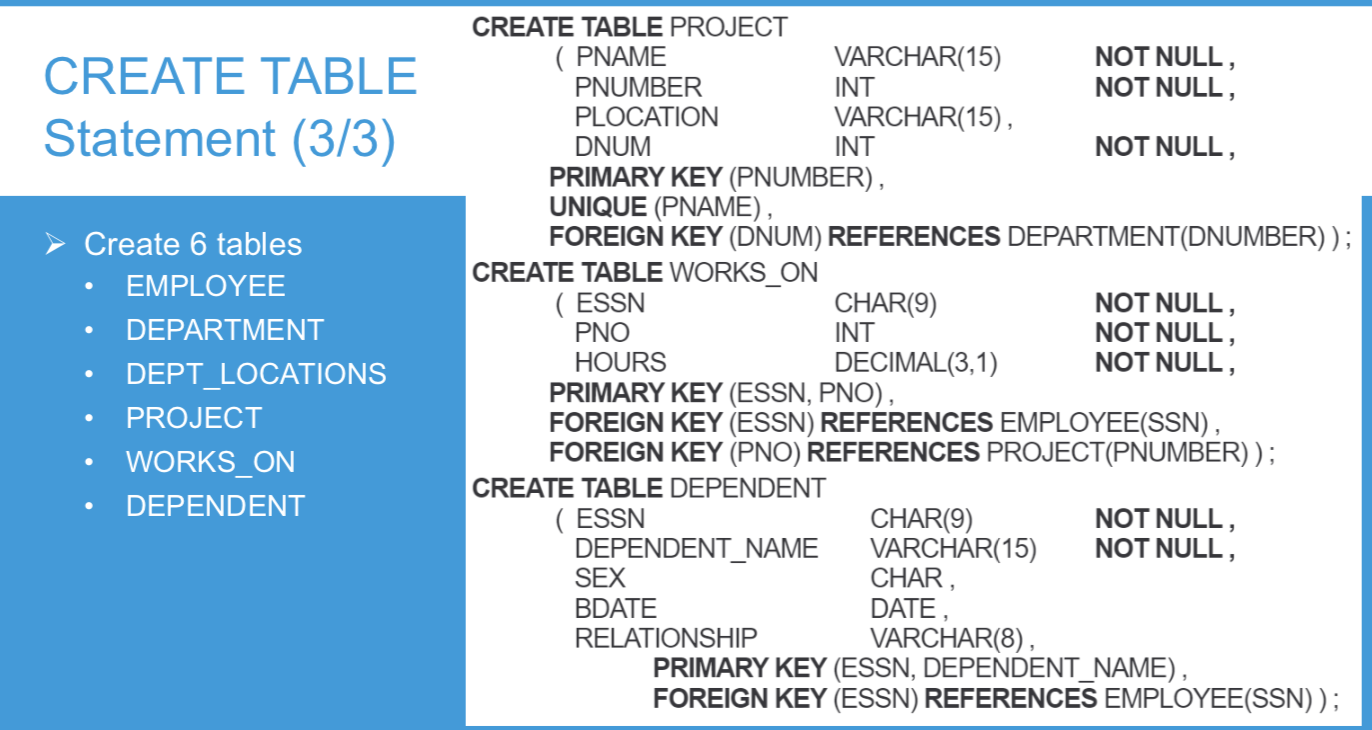 CREATE TABLE
Statement (3/3)
➢ Create 6 tables
• EMPLOYEE
• DEPARTMENT
• DEPT_LOCATIONS
• PROJECT
• WORKS_ON
• DEPENDENT
CREATE TABLE PROJECT
( PNAME VARCHAR(15) NOT NULL ,
PNUMBER INT NOT NULL ,
PLOCATION VARCHAR(15) ,
DNUM INT NOT NULL ,
PRIMARY KEY (PNUMBER) ,
UNIQUE (PNAME) ,
FOREIGN KEY (DNUM) REFERENCES DEPARTMENT(DNUMBER) ) ;
CREATE TABLE WORKS_ON
( ESSN CHAR(9) NOT NULL ,
PNO INT NOT NULL ,
HOURS DECIMAL(3,1) NOT NULL ,
PRIMARY KEY (ESSN, PNO) ,
FOREIGN KEY (ESSN) REFERENCES EMPLOYEE(SSN) ,
FOREIGN KEY (PNO) REFERENCES PROJECT(PNUMBER) ) ;
CREATE TABLE DEPENDENT
( ESSN CHAR(9) NOT NULL ,
DEPENDENT_NAME VARCHAR(15) NOT NULL ,
SEX CHAR ,
BDATE DATE ,
RELATIONSHIP VARCHAR(8) ,
PRIMARY KEY (ESSN, DEPENDENT_NAME) ,
FOREIGN KEY (ESSN) REFERENCES EMPLOYEE(SSN) ) ;